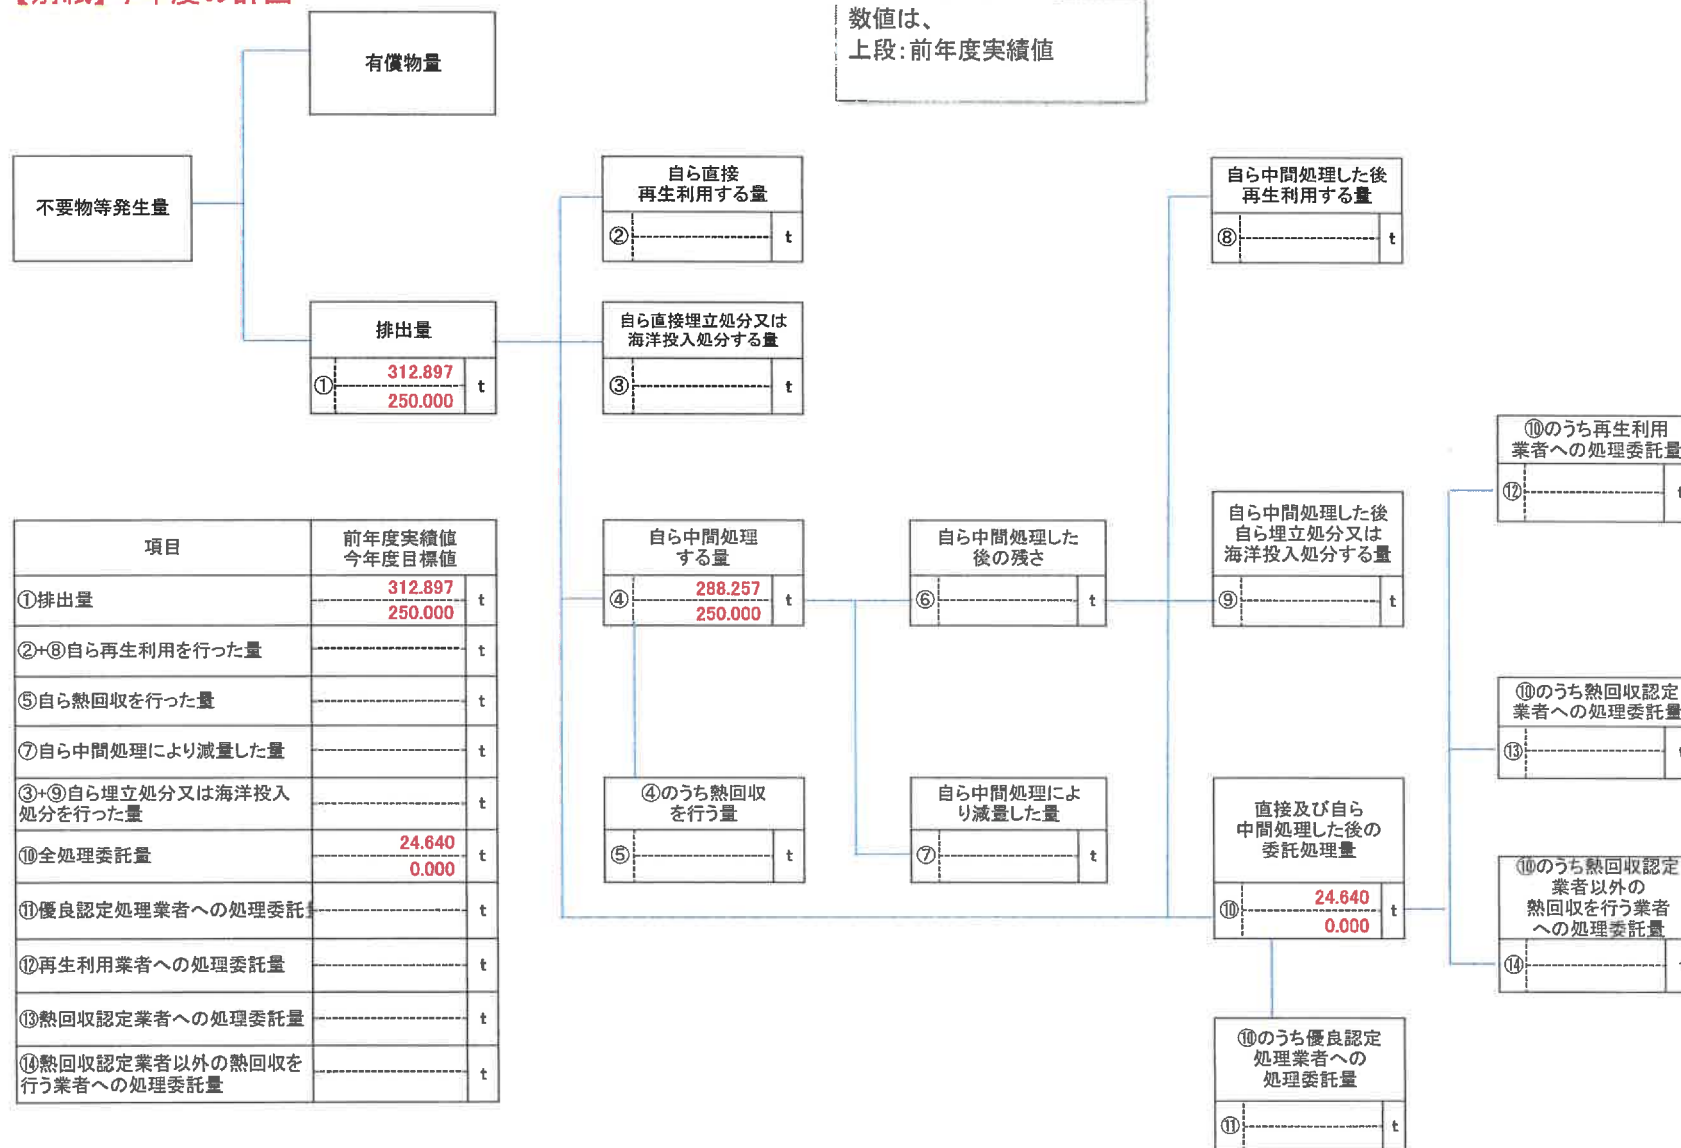 年度の計画
数値は、
上段:前年度実績値
有償物量
不要物等発生量
排出量
① 312.897 t
250.000
自ら直接
再生利用する量
② t
自ら直接埋立処分又は
海洋投入処分する量
③ t
自ら中間処理した後
再生利用する量
⑧ t
自ら中間処理
する量
④ 288.257 t
250.000
自ら中間処理した
後の残さ
⑥ t
自ら中間処理した後
自ら埋立処分又は
海洋投入処分する量
⑨ t
⑩のうち再生利用
業者への処理委託量
⑫ t
④のうち熱回収
を行う量
⑤ t
自ら中間処理によ
り減量した量
⑦ t
直接及び自ら
中間処理した後の
委託処理量
⑩ 24.640 t
0.000
⑩のうち熱回収認定
業者への処理委託量
⑬ t
⑩のうち熱回収認定
業者以外の
熱回収を行う業者
への処理委託量
⑭
⑩のうち優良認定
処理業者への
処理委託量
⑪ t
項目 前年度実績値
今年度目標値
①排出量 312.897 t
250.000
②+⑧自ら再生利用を行った量 t
⑤自ら熱回収を行った量 t
⑦自ら中間処理により減量した量 t
③+⑨自ら埋立処分又は海洋投入
処分を行った量 t
⑩全処理委託量 24.640 t
0.000
⑪優良認定処理業者への処理委託 t
⑫再生利用業者への処理委託量 t
⑬熱回収認定業者への処理委託量 t
⑭熱回収認定業者以外の熱回収を
行う業者への処理委託量 t